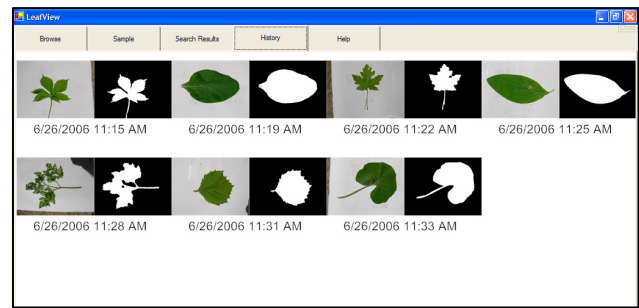 LeafView
Browse Sample Search Results History Help
6/26/2006 11:15 AM 6/26/2006 11:19 AM 6/26/2006 11:22 AM 6/26/2006 11:25 AM
6/26/2006 11:28 AM 6/26/2006 11:31 AM 6/26/2006 11:33 AM